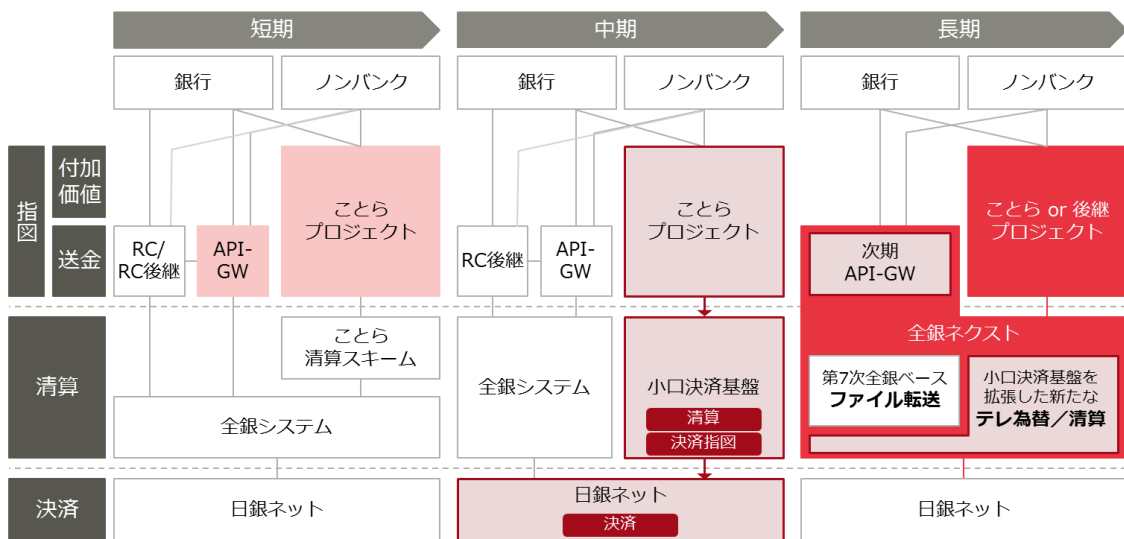 短期
中期
長期
銀行
ノンバンク
銀行
ノンバンク
銀行
ノンバンク
指図
付加
価値
送金
RC/
RC後継
API-
GW
ことら
プロジェクト
RC後継
API-
GW
ことら
プロジェクト
次期
API-GW
ことら or 後継
プロジェクト
清算
ことら
清算スキーム
全銀システム
全銀システム
小口決済基盤
清算
決済指図
全銀ネクスト
第7次全銀ベース
ファイル転送
小口決済基盤を
拡張した新たな
テレ為替／清算
決済
日銀ネット
日銀ネット
決済
日銀ネット